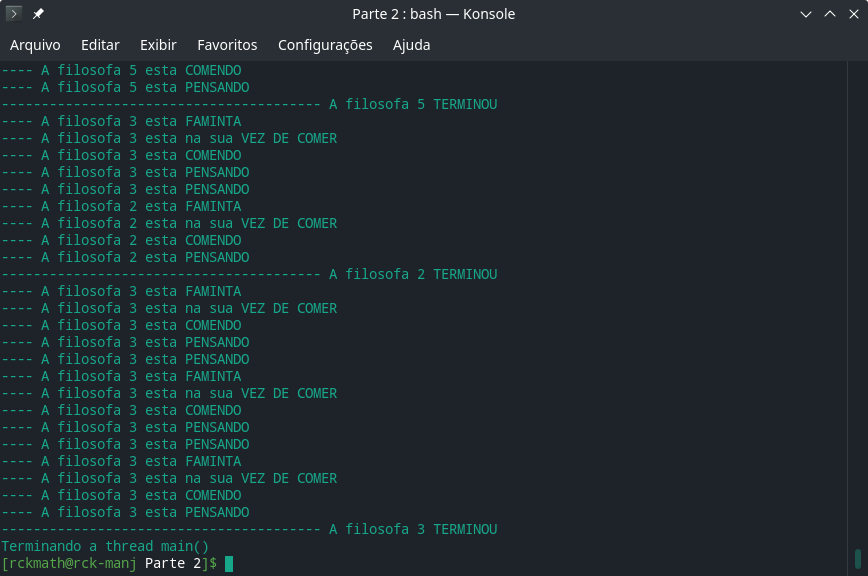 Parte 2 : bash — Konsole
Arquivo Editar Exibir Favoritos Configurações Ajuda
---- A filosofa 5 esta COMENDO
---- A filosofa 5 esta PENSANDO
---------------------------------------- A filosofa 5 TERMINOU
---- A filosofa 3 esta FAMINTA
---- A filosofa 3 esta na sua VEZ DE COMER
---- A filosofa 3 esta COMENDO
---- A filosofa 3 esta PENSANDO
---- A filosofa 3 esta PENSANDO
---- A filosofa 2 esta FAMINTA
---- A filosofa 2 esta na sua VEZ DE COMER
---- A filosofa 2 esta COMENDO
---- A filosofa 2 esta PENSANDO
---------------------------------------- A filosofa 2 TERMINOU
---- A filosofa 3 esta FAMINTA
---- A filosofa 3 esta na sua VEZ DE COMER
---- A filosofa 3 esta COMENDO
---- A filosofa 3 esta PENSANDO
---- A filosofa 3 esta PENSANDO
---- A filosofa 3 esta FAMINTA
---- A filosofa 3 esta na sua VEZ DE COMER
---- A filosofa 3 esta COMENDO
---- A filosofa 3 esta PENSANDO
---- A filosofa 3 esta PENSANDO
---- A filosofa 3 esta FAMINTA
---- A filosofa 3 esta na sua VEZ DE COMER
---- A filosofa 3 esta COMENDO
---- A filosofa 3 esta PENSANDO
---------------------------------------- A filosofa 3 TERMINOU
Terminando a thread main()
[rckmath@rck-manj Parte 2]$